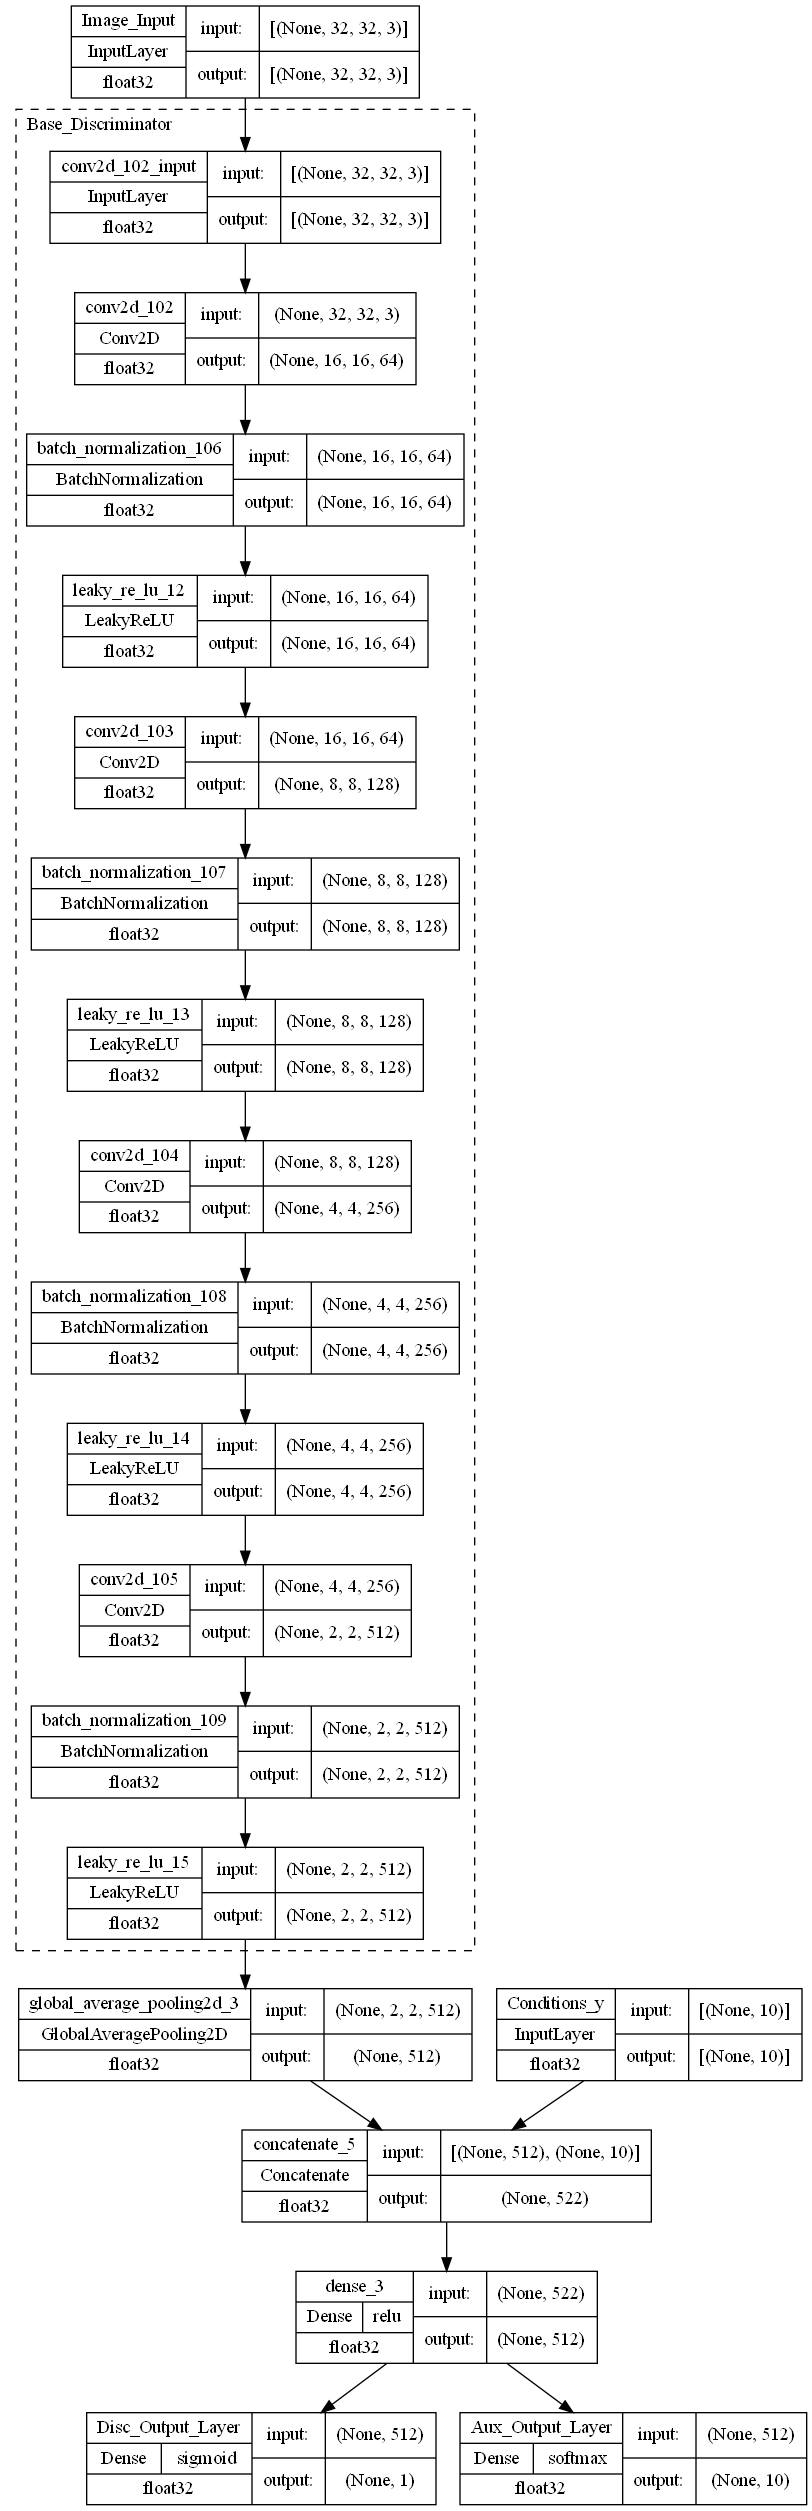 Image_Input
InputLayer
float32
input:
[(None, 32, 32, 3)]
output:
[(None, 32, 32, 3)]
Base_Discriminator
conv2d_102_input
InputLayer
float32
input:
[(None, 32, 32, 3)]
output:
[(None, 32, 32, 3)]
conv2d_102
Conv2D
float32
input:
(None, 32, 32, 3)
output:
(None, 16, 16, 64)
batch_normalization_106
BatchNormalization
float32
input:
(None, 16, 16, 64)
output:
(None, 16, 16, 64)
leaky_re_lu_12
LeakyReLU
float32
input:
(None, 16, 16, 64)
output:
(None, 16, 16, 64)
conv2d_103
Conv2D
float32
input:
(None, 16, 16, 64)
output:
(None, 8, 8, 128)
batch_normalization_107
BatchNormalization
float32
input:
(None, 8, 8, 128)
output:
(None, 8, 8, 128)
leaky_re_lu_13
LeakyReLU
float32
input:
(None, 8, 8, 128)
output:
(None, 8, 8, 128)
conv2d_104
Conv2D
float32
input:
(None, 8, 8, 128)
output:
(None, 4, 4, 256)
batch_normalization_108
BatchNormalization
float32
input:
(None, 4, 4, 256)
output:
(None, 4, 4, 256)
leaky_re_lu_14
LeakyReLU
float32
input:
(None, 4, 4, 256)
output:
(None, 4, 4, 256)
conv2d_105
Conv2D
float32
input:
(None, 4, 4, 256)
output:
(None, 2, 2, 512)
batch_normalization_109
BatchNormalization
float32
input:
(None, 2, 2, 512)
output:
(None, 2, 2, 512)
leaky_re_lu_15
LeakyReLU
float32
input:
(None, 2, 2, 512)
output:
(None, 2, 2, 512)
global_average_pooling2d_3
GlobalAveragePooling2D
float32
input:
(None, 2, 2, 512)
output:
(None, 512)
Conditions_y
InputLayer
float32
input:
[(None, 10)]
output:
[(None, 10)]
concatenate_5
Concatenate
float32
input:
[(None, 512), (None, 10)]
output:
(None, 522)
dense_3
Dense relu
float32
input:
(None, 522)
output:
(None, 512)
Disc_Output_Layer
Dense sigmoid
float32
input:
(None, 512)
output:
(None, 1)
Aux_Output_Layer
Dense softmax
float32
input:
(None, 512)
output:
(None, 10)